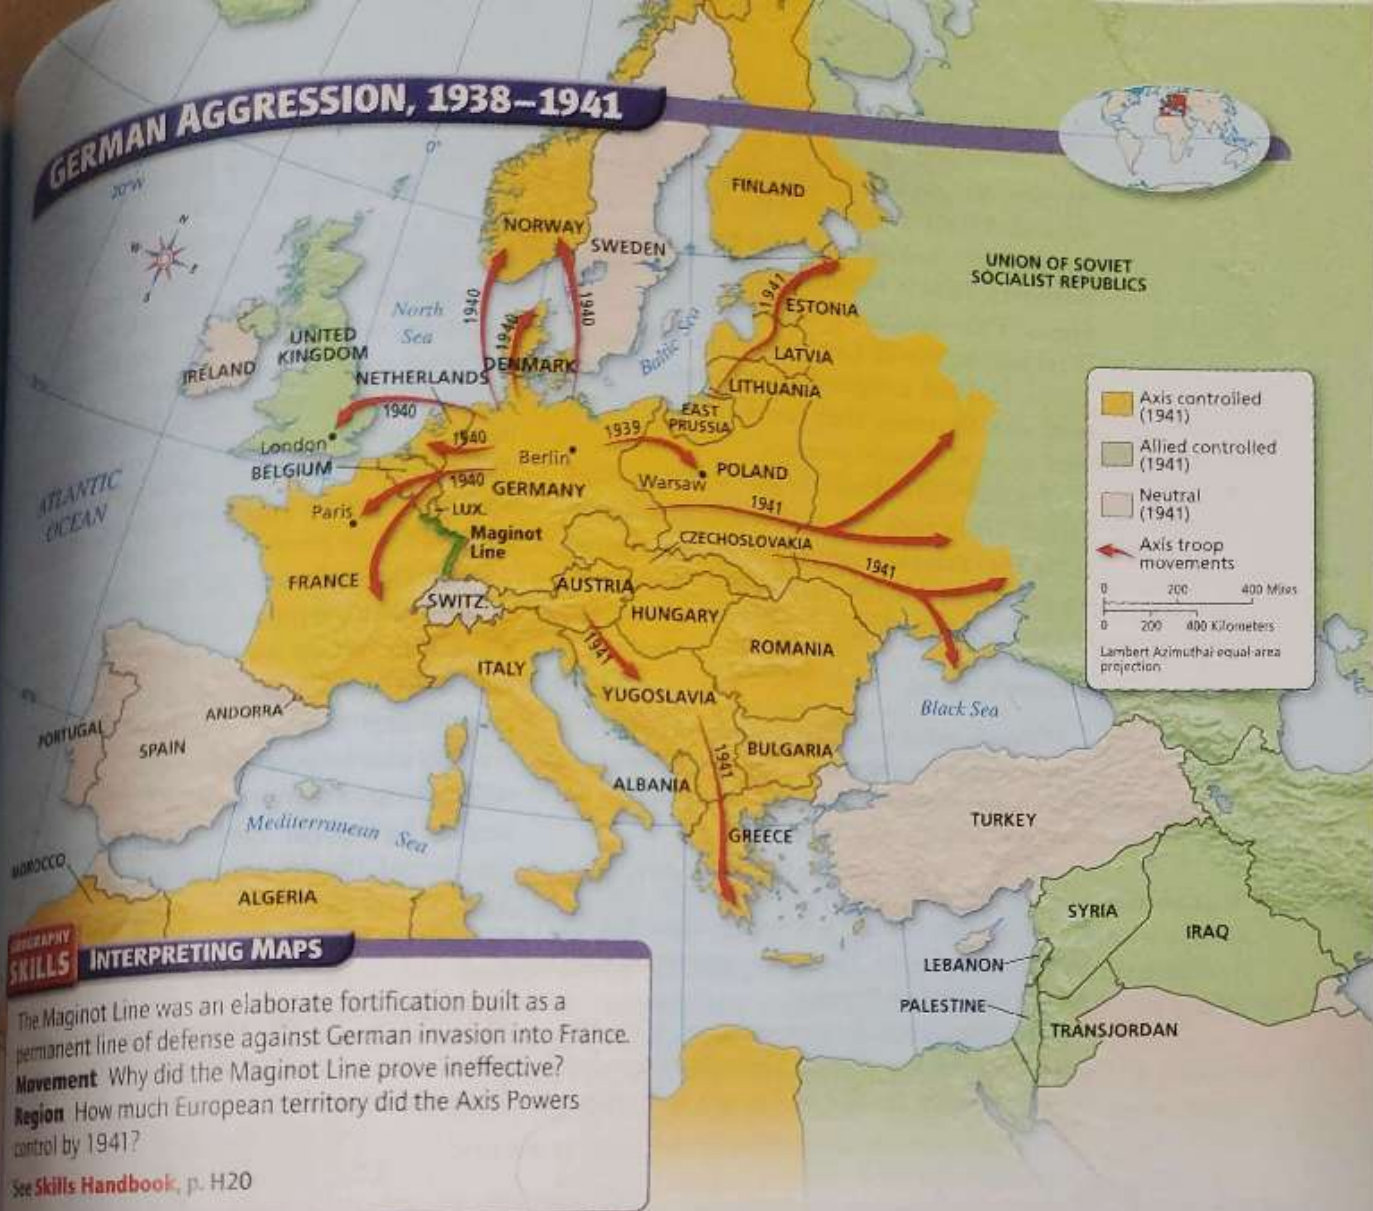 GERMAN AGGRESSION, 1938–1941
20°W
0°
N
W
E
S
FINLAND
NORWAY
SWEDEN
UNION OF SOVIET
SOCIALIST REPUBLICS
North
Sea
1940
1940
1940
1941
ESTONIA
Baltic Sea
UNITED
KINGDOM
IRELAND
DENMARK
NETHERLANDS
LATVIA
LITHUANIA
1940
EAST
PRUSSIA
London
1940
1939
BELGIUM
Berlin
Warsaw
POLAND
ATLANTIC
OCEAN
1940
GERMANY
Paris
LUX.
1941
Maginot
Line
CZECHOSLOVAKIA
1941
FRANCE
AUSTRIA
SWITZ.
HUNGARY
1941
ROMANIA
ITALY
YUGOSLAVIA
Black Sea
ANDORRA
PORTUGAL
SPAIN
1941
BULGARIA
ALBANIA
Mediterranean Sea
GREECE
TURKEY
MOROCCO
ALGERIA
SYRIA
IRAQ
LEBANON
PALESTINE
TRANSJORDAN
Axis controlled
(1941)
Allied controlled
(1941)
Neutral
(1941)
Axis troop
movements
0 200 400 Miles
0 200 400 Kilometers
Lambert Azimuthal equal-area
projection
GEOGRAPHY
SKILLS
INTERPRETING MAPS
The Maginot Line was an elaborate fortification built as a
permanent line of defense against German invasion into France.
Movement Why did the Maginot Line prove ineffective?
Region How much European territory did the Axis Powers
control by 1941?
See Skills Handbook, p. H20